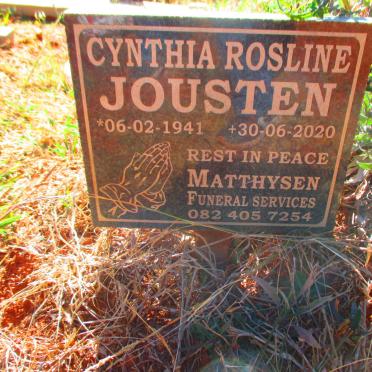 CYNTHIA ROSLINE
JOUSTEN
*06-02-1941 +30-06-2020
REST IN PEACE
MATTHYSEN
FUNERAL SERVICES
082 405 7254